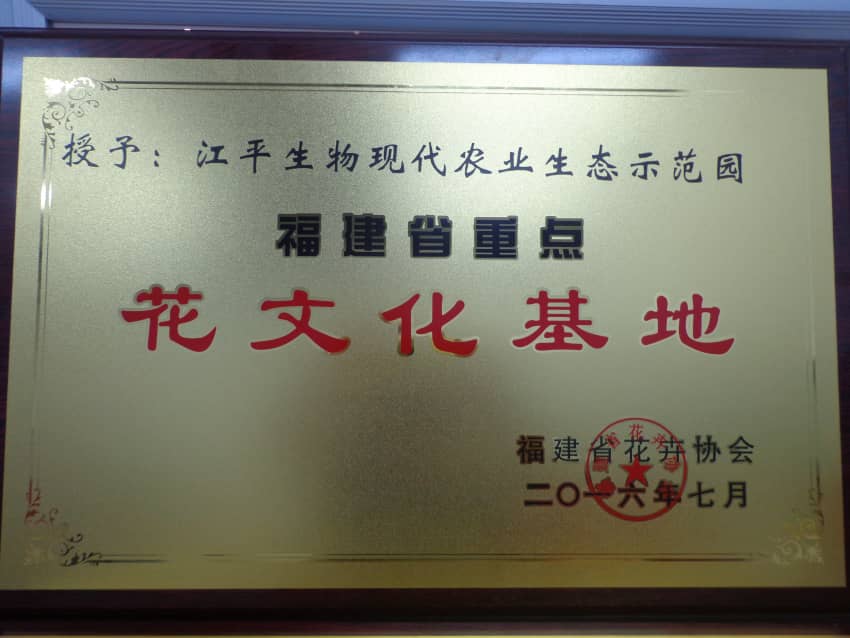 授予：江平生物现代农业生态示范园
福建省重点
花文化基地
福建省花卉协会
二〇一六年七月